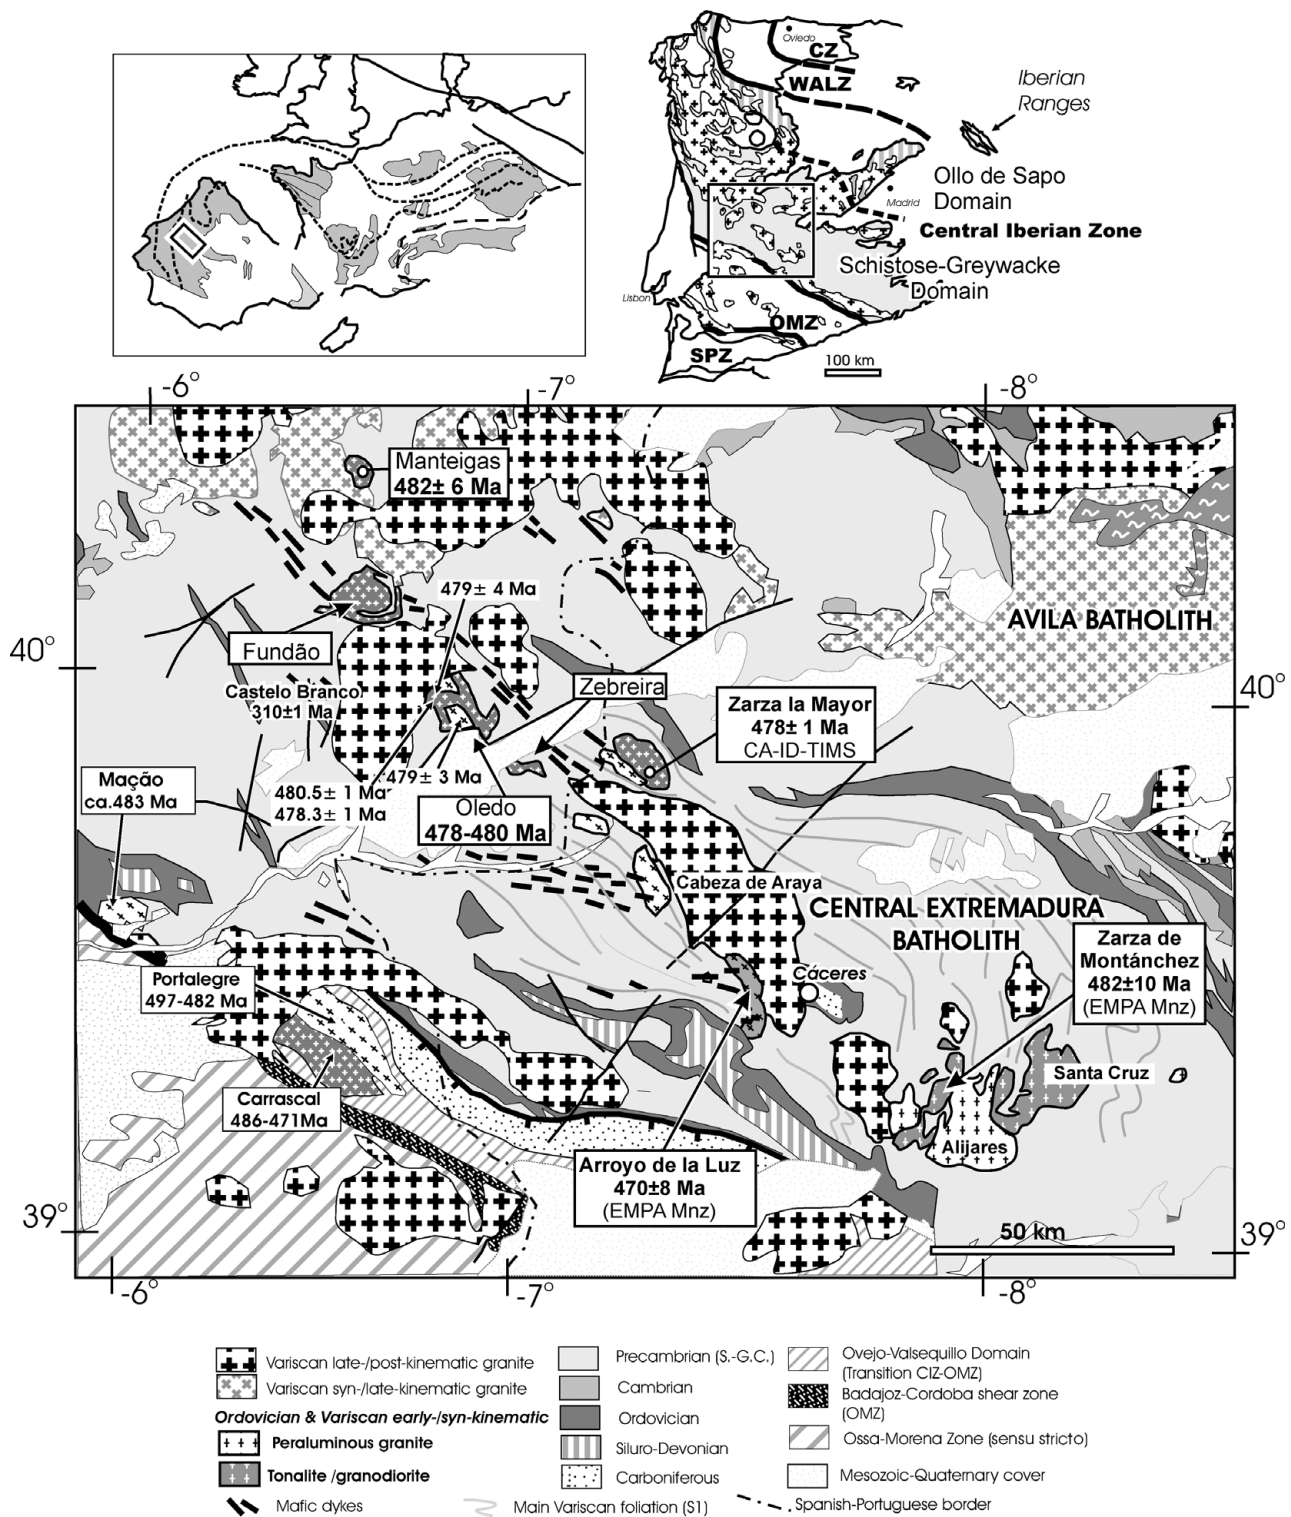 Oviedo
CZ
WALZ
Iberian
Ranges
Ollo de Sapo
Domain
Madrid
Central Iberian Zone
Schistose-Greywacke
Domain
Lisbon
OMZ
SPZ
100 km
-6°
-7°
-8°
Manteigas
482± 6 Ma
479± 4 Ma
AVILA BATHOLITH
Fundão
40°
40°
Castelo Branco
310±1 Ma
Zebreira
Zarza la Mayor
478± 1 Ma
CA-ID-TIMS
Mação
ca.483 Ma
479± 3 Ma
480.5± 1 Ma
478.3± 1 Ma
Oledo
478-480 Ma
Cabeza de Araya
CENTRAL EXTREMADURA
BATHOLITH
Zarza de
Montánchez
482±10 Ma
(EMPA Mnz)
Portalegre
497-482 Ma
Cáceres
Santa Cruz
Carrascal
486-471Ma
Alijares
Arroyo de la Luz
470±8 Ma
(EMPA Mnz)
39°
39°
50 km
-6°
-7°
-8°
Variscan late-/post-kinematic granite
Variscan syn-/late-kinematic granite
Ordovician & Variscan early-/syn-kinematic
Peraluminous granite
Tonalite /granodiorite
Mafic dykes
Precambrian (S.-G.C.)
Cambrian
Ordovician
Siluro-Devonian
Carboniferous
Main Variscan foliation (S1)
Ovejo-Valsequillo Domain
(Transition CIZ-OMZ)
Badajoz-Cordoba shear zone
(OMZ)
Ossa-Morena Zone (sensu stricto)
Mesozoic-Quaternary cover
Spanish-Portuguese border